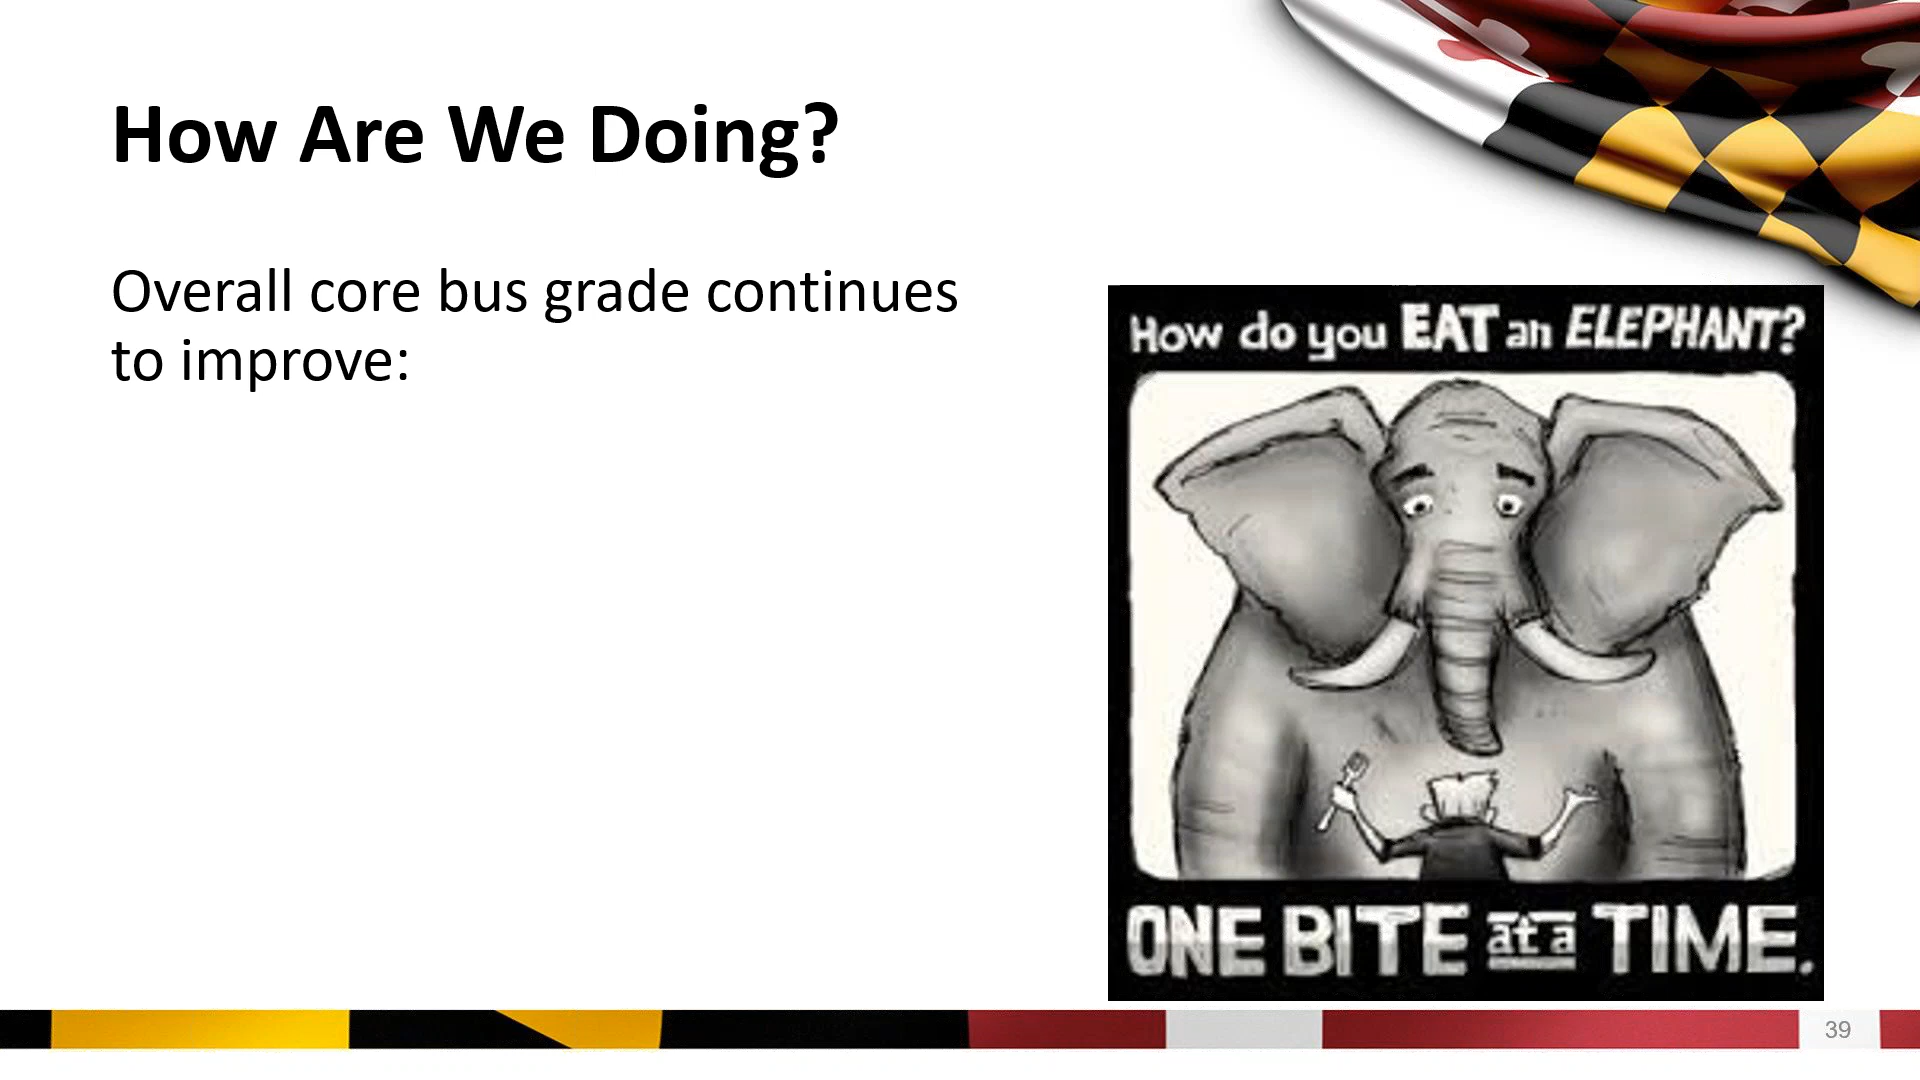 How Are We Doing?
Overall core bus grade continues
to improve:
How do you EAT an ELEPHANT?
ONE BITE at a TIME.
39